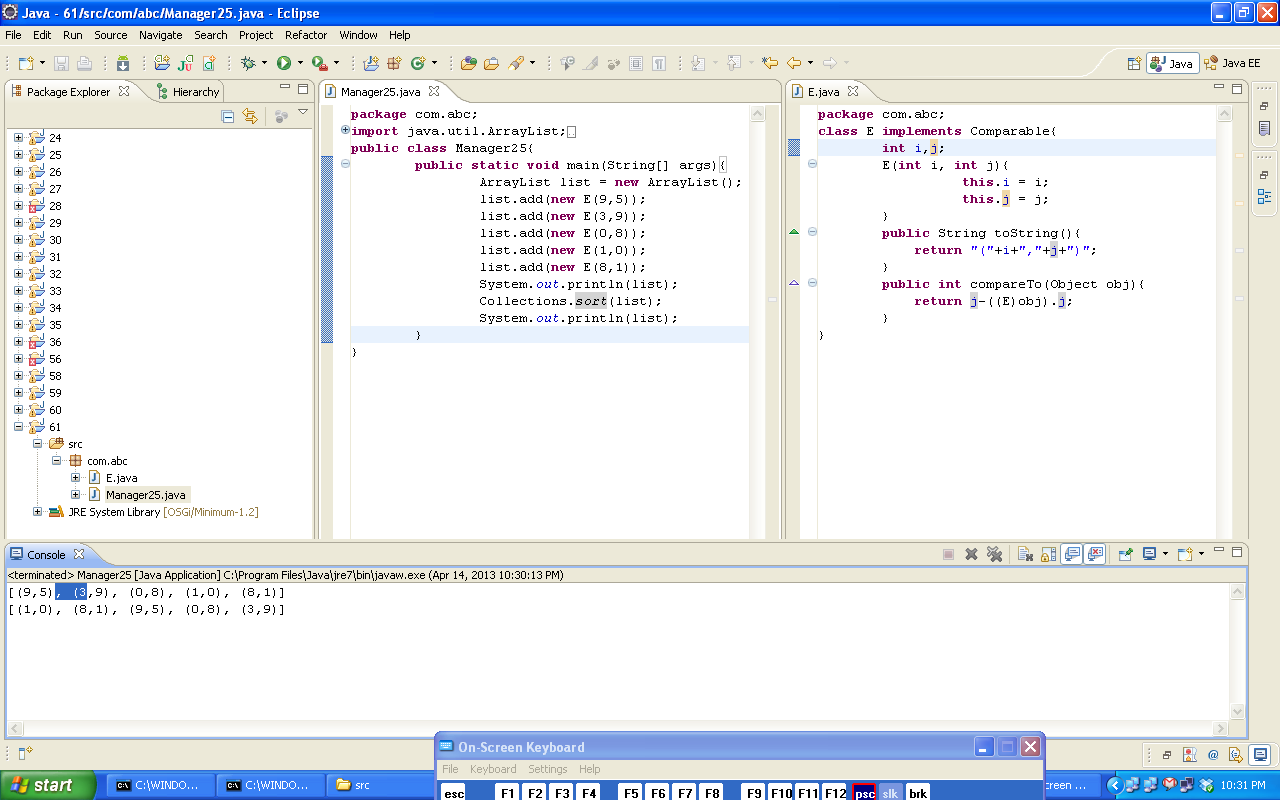 Java - 61/src/com/abc/Manager25.java - Eclipse
File Edit Run Source Navigate Search Project Refactor Window Help
Java Java EE
Package Explorer Hierarchy
24
25
26
27
28
29
30
31
32
33
34
35
36
56
58
59
60
61
src
com.abc
E.java
Manager25.java
JRE System Library [OSGi/Minimum-1.2]
Manager25.java
package com.abc;
import java.util.ArrayList;
public class Manager25{
public static void main(String[] args){
ArrayList list = new ArrayList();
list.add(new E(9,5));
list.add(new E(3,9));
list.add(new E(0,8));
list.add(new E(1,0));
list.add(new E(8,1));
System.out.println(list);
Collections.sort(list);
System.out.println(list);
}
}
E.java
package com.abc;
class E implements Comparable{
int i,j;
E(int i, int j){
this.i = i;
this.j = j;
}
public String toString(){
return "("+i+","+j+")";
}
public int compareTo(Object obj){
return j-((E)obj).j;
}
}
Console
<terminated> Manager25 [Java Application] C:\Program Files\Java\jre7\bin\javaw.exe (Apr 14, 2013 10:30:13 PM)
[(9,5), (3,9), (0,8), (1,0), (8,1)]
[(1,0), (8,1), (9,5), (0,8), (3,9)]
On-Screen Keyboard
File Keyboard Settings Help
esc F1 F2 F3 F4 F5 F6 F7 F8 F9 F10 F11 F12 psc slk brk
start C:\WINDO... C:\WINDO... src creen ... 10:31 PM